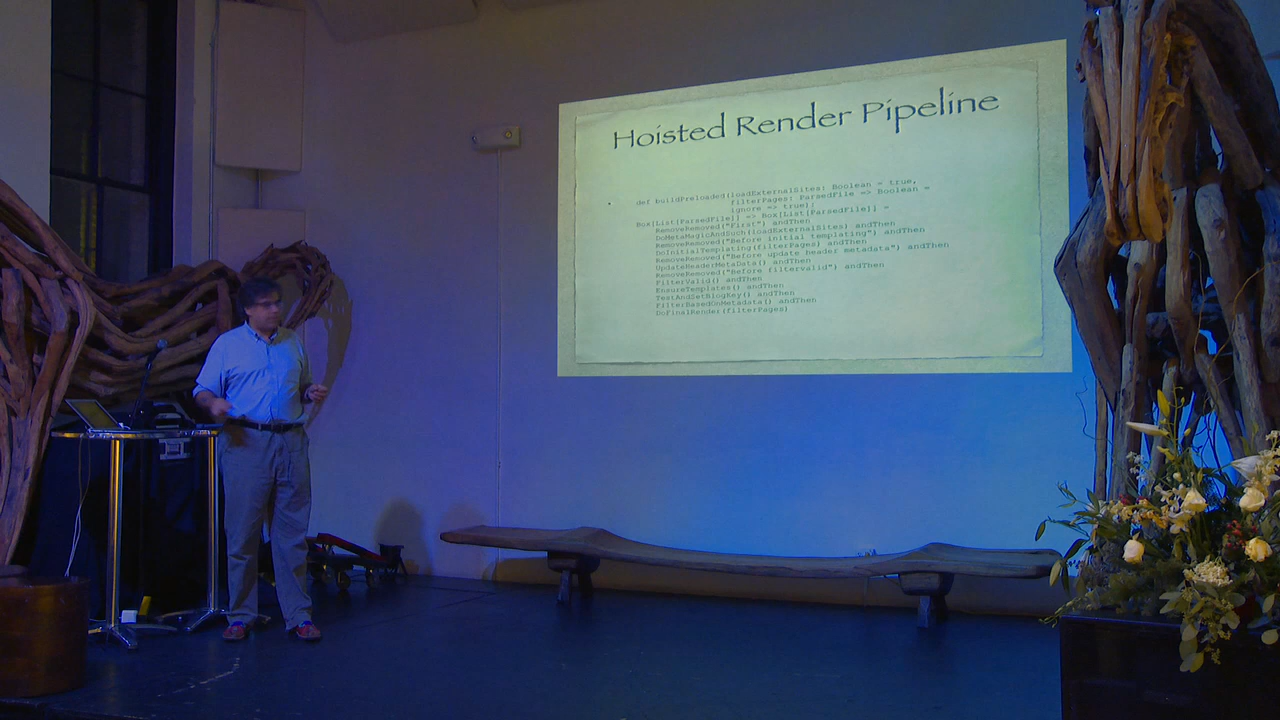 Hoisted Render Pipeline
def buildPreloaded(loadExternalSites: Boolean = true,
filterPages: ParsedFile => Boolean =
ignore => true):
Box[List[ParsedFile]] => Box[List[ParsedFile]] =
RemoveRemoved("First") andThen
DoMetaMagicAndSuch(loadExternalSites) andThen
RemoveRemoved("Before initial templating") andThen
DoInitialTemplating(filterPages) andThen
RemoveRemoved("Before update header metadata") andThen
UpdateHeaderMetaData() andThen
RemoveRemoved("Before filtervalid") andThen
FilterValid() andThen
EnsureTemplates() andThen
TestAndSetBlogKey() andThen
FilterBasedOnMetadata() andThen
DoFinalRender(filterPages)